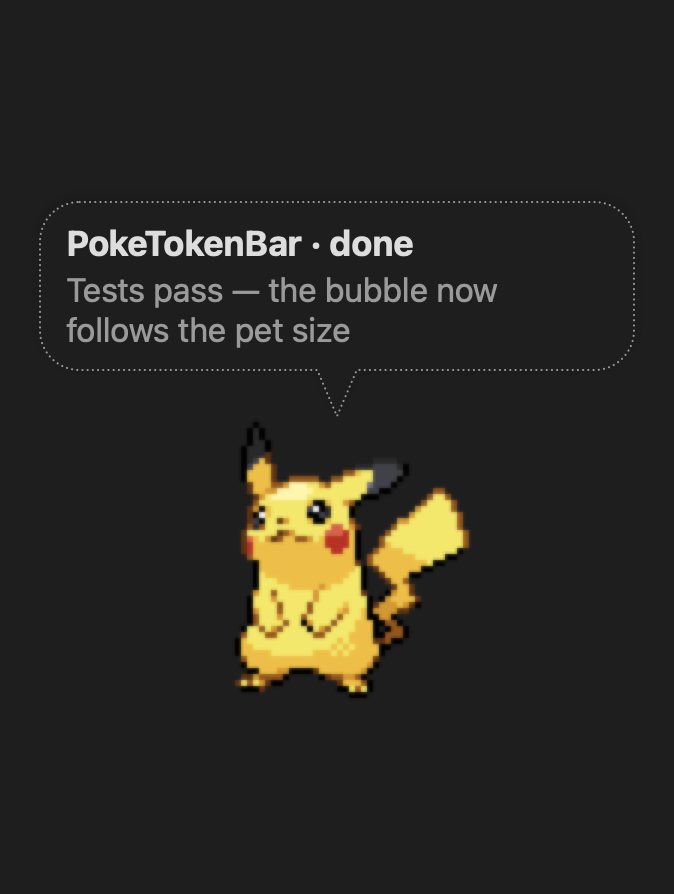 PokeTokenBar · done
Tests pass — the bubble now
follows the pet size